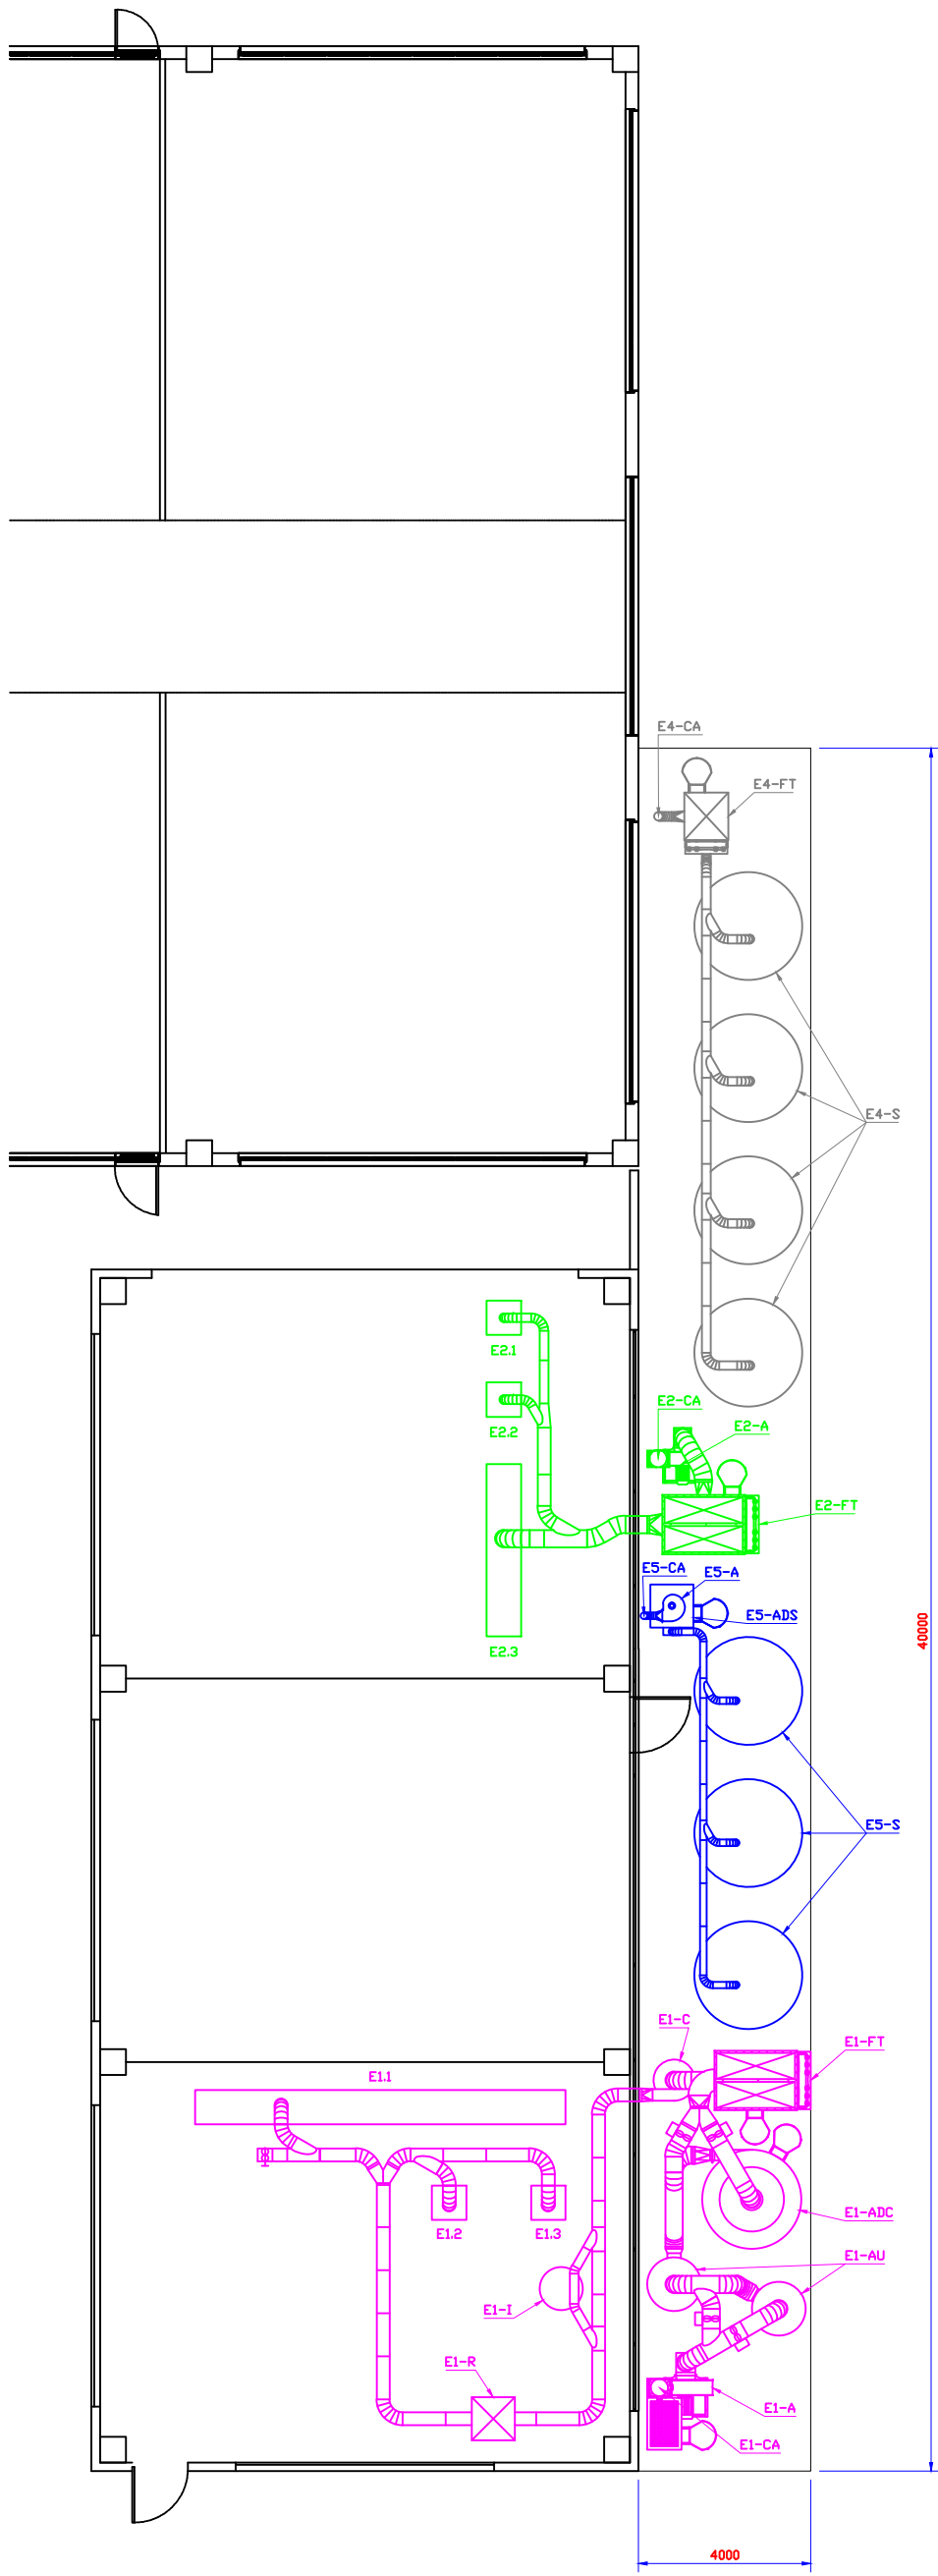 E4-CA
E4-FT
E4-S
E2.1
E2-CA
E2.2
E2-A
E2-FT
E5-CA
E5-A
E5-ADS
40000
E2.3
E5-S
E1-C
E1-FT
E1.1
E1-ADC
E1.2
E1.3
E1-AU
E1-I
E1-R
E1-A
E1-CA
4000